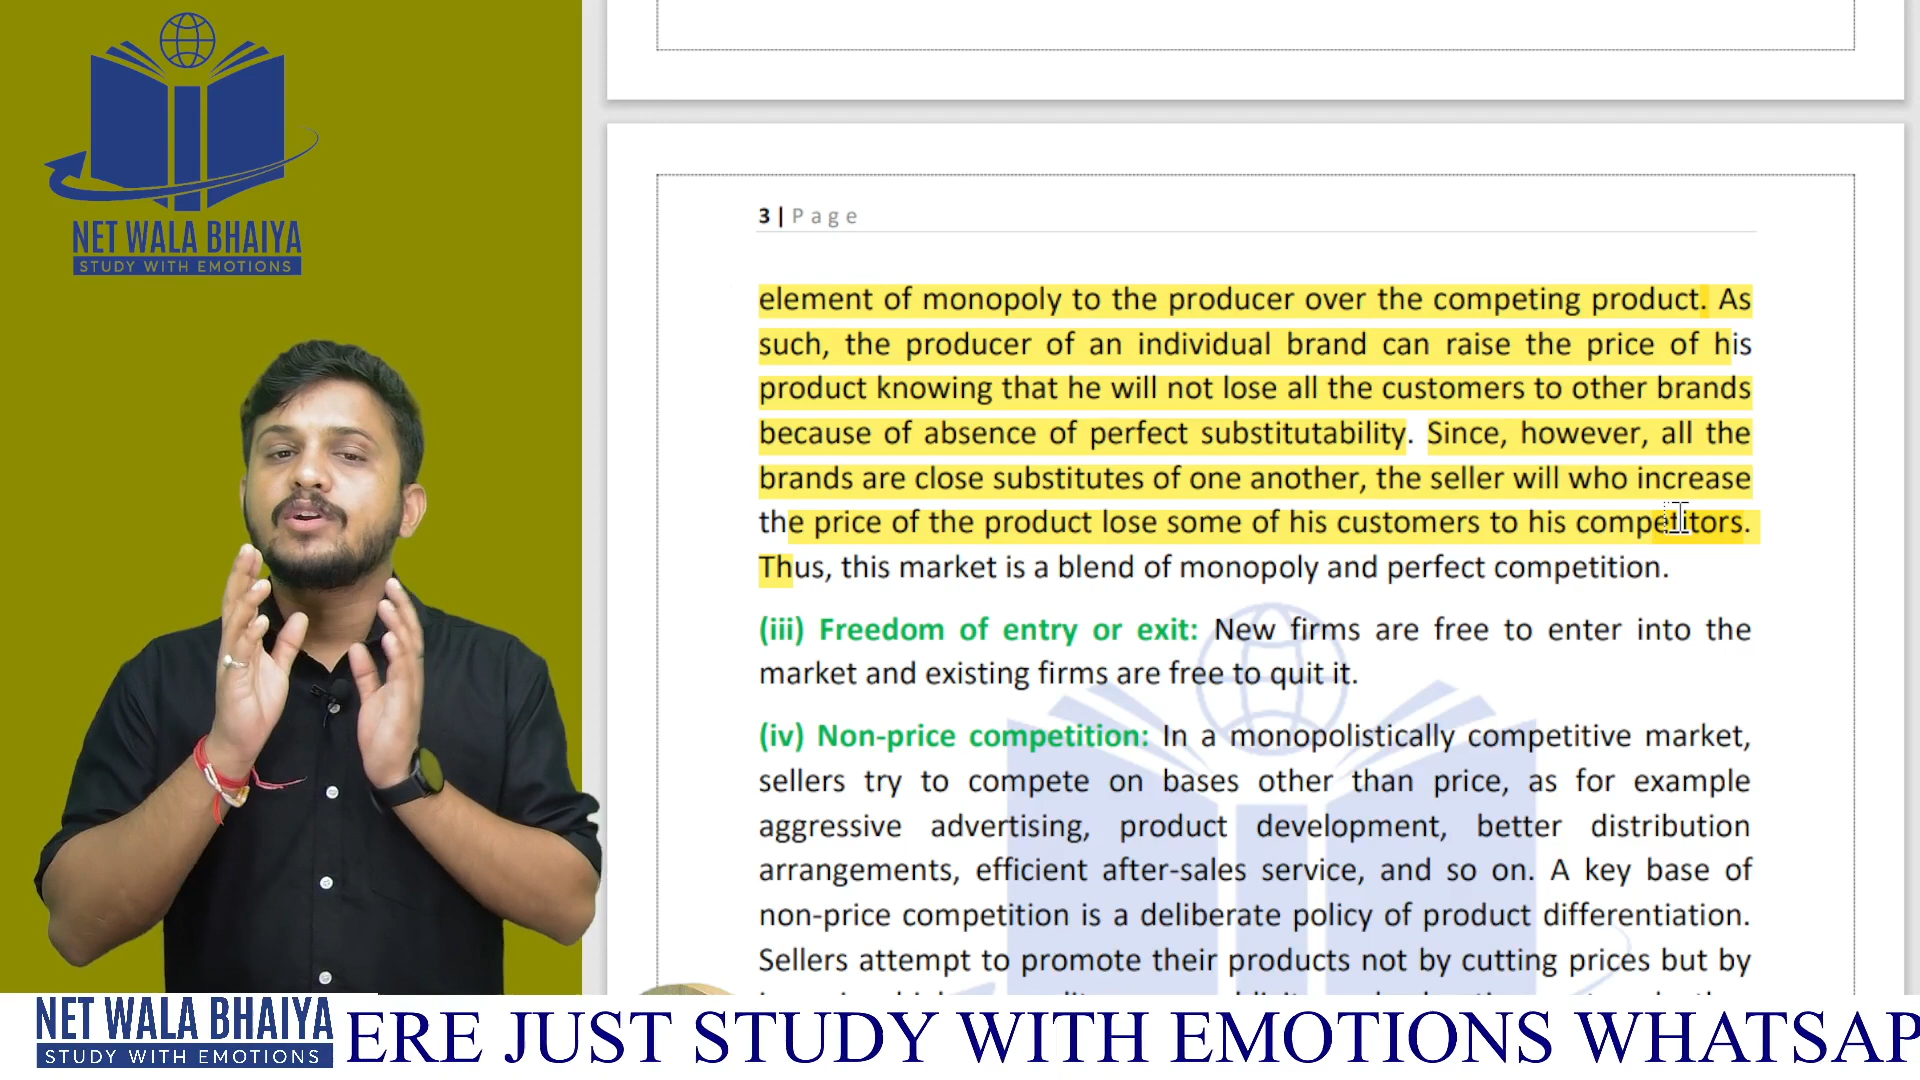 NET WALA BHAIYA
STUDY WITH EMOTIONS
3 | Page
element of monopoly to the producer over the competing product. As
such, the producer of an individual brand can raise the price of his
product knowing that he will not lose all the customers to other brands
because of absence of perfect substitutability. Since, however, all the
brands are close substitutes of one another, the seller will who increase
the price of the product lose some of his customers to his competitors.
Thus, this market is a blend of monopoly and perfect competition.
(iii) Freedom of entry or exit: New firms are free to enter into the
market and existing firms are free to quit it.
(iv) Non-price competition: In a monopolistically competitive market,
sellers try to compete on bases other than price, as for example
aggressive advertising, product development, better distribution
arrangements, efficient after-sales service, and so on. A key base of
non-price competition is a deliberate policy of product differentiation.
Sellers attempt to promote their products not by cutting prices but by
NET WALA BHAIYA
STUDY WITH EMOTIONS
ERE JUST STUDY WITH EMOTIONS WHATSAP